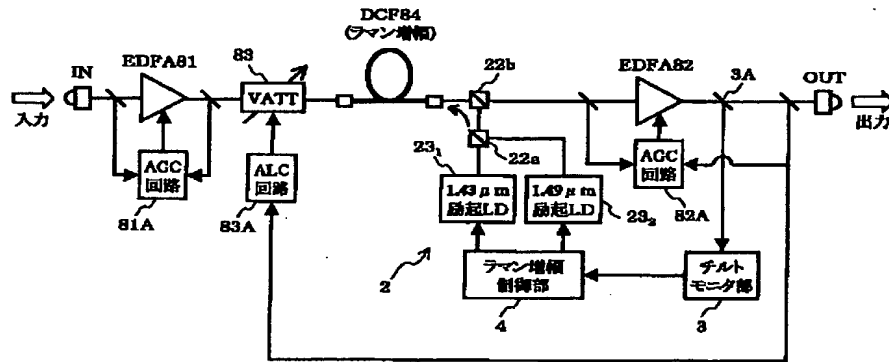 DCF84
(ラマン増幅)
IN
EDFA81
83
22b
EDFA82
3A
OUT
入力
VATT
出力
AGC
回路
ALC
回路
23₁
22a
AGC
回路
1.43μm
励起LD
1.49μm
励起LD
81A
83A
23₂
82A
2
ラマン増幅
制御部
チルト
モニタ部
4
3